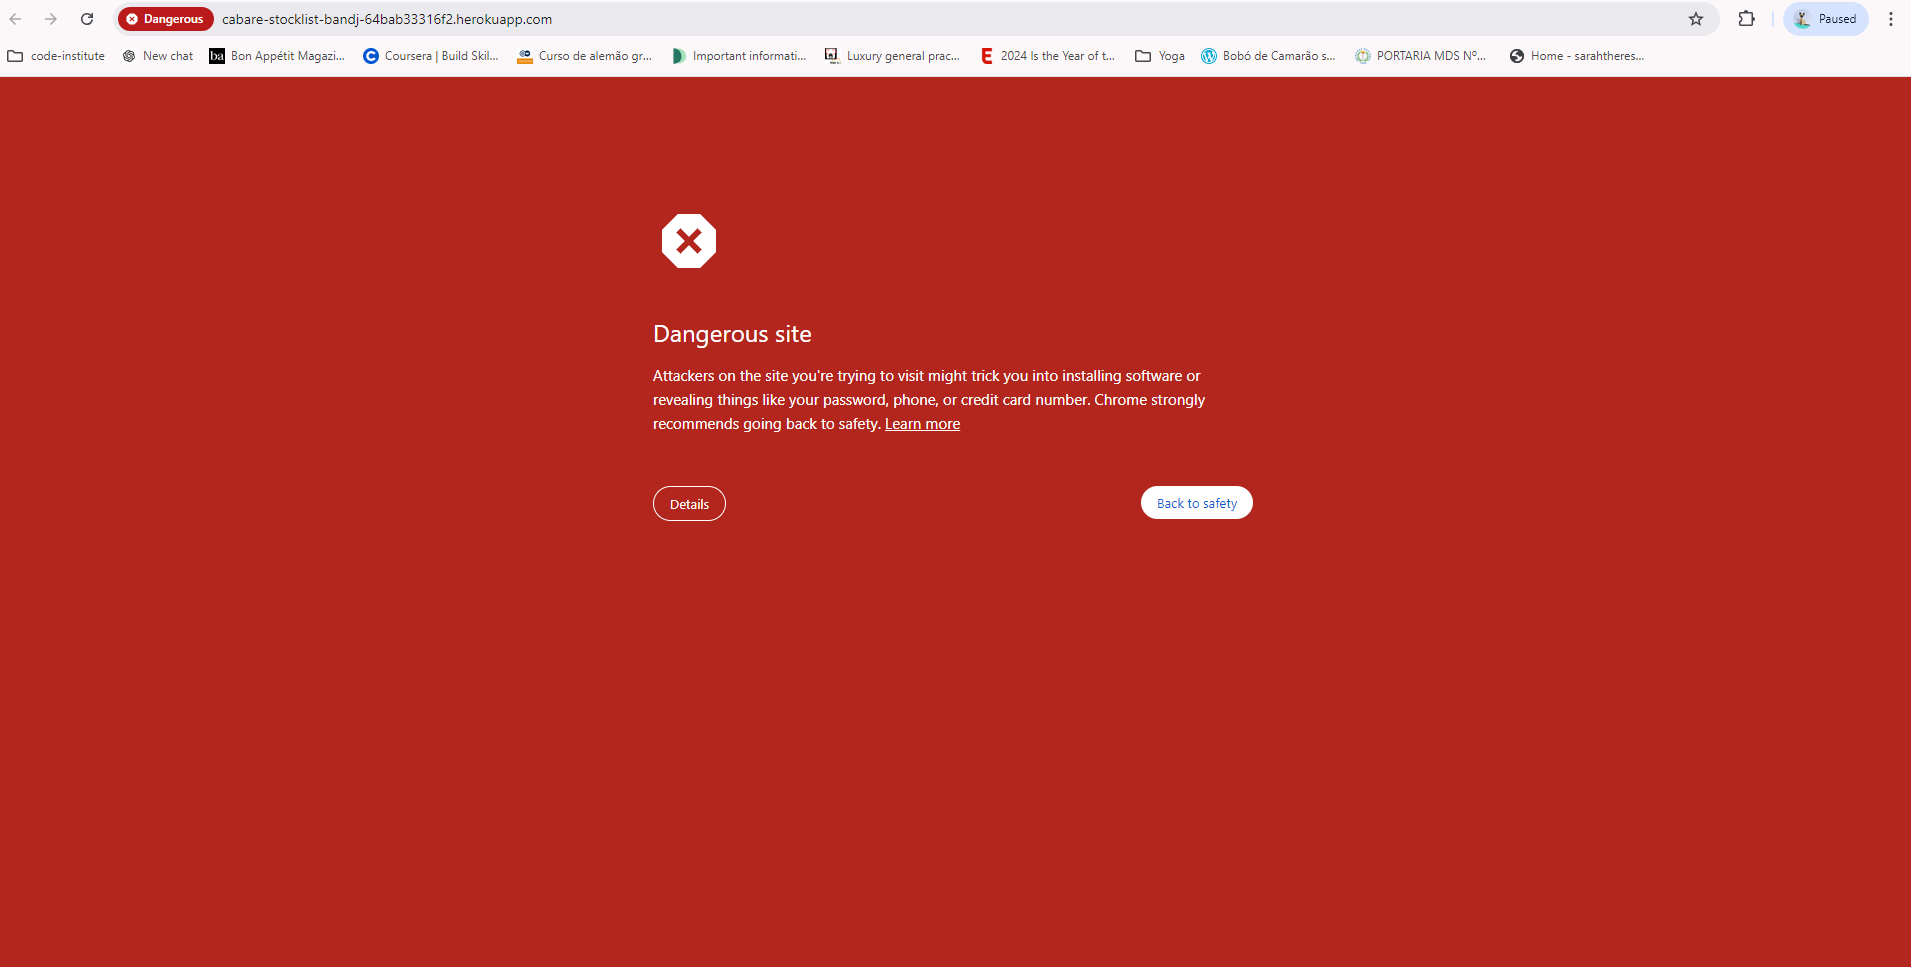 Dangerous cabare-stocklist-bandj-64bab33316f2.herokuapp.com Paused
code-institute New chat ba Bon Appétit Magazi... Coursera | Build Skil... Curso de alemão gr... Important informati... Luxury general prac... 2024 Is the Year of t... Yoga Bobó de Camarão s... PORTARIA MDS Nº... Home - sarahtheres...
Dangerous site
Attackers on the site you're trying to visit might trick you into installing software or
revealing things like your password, phone, or credit card number. Chrome strongly
recommends going back to safety. Learn more
Details Back to safety